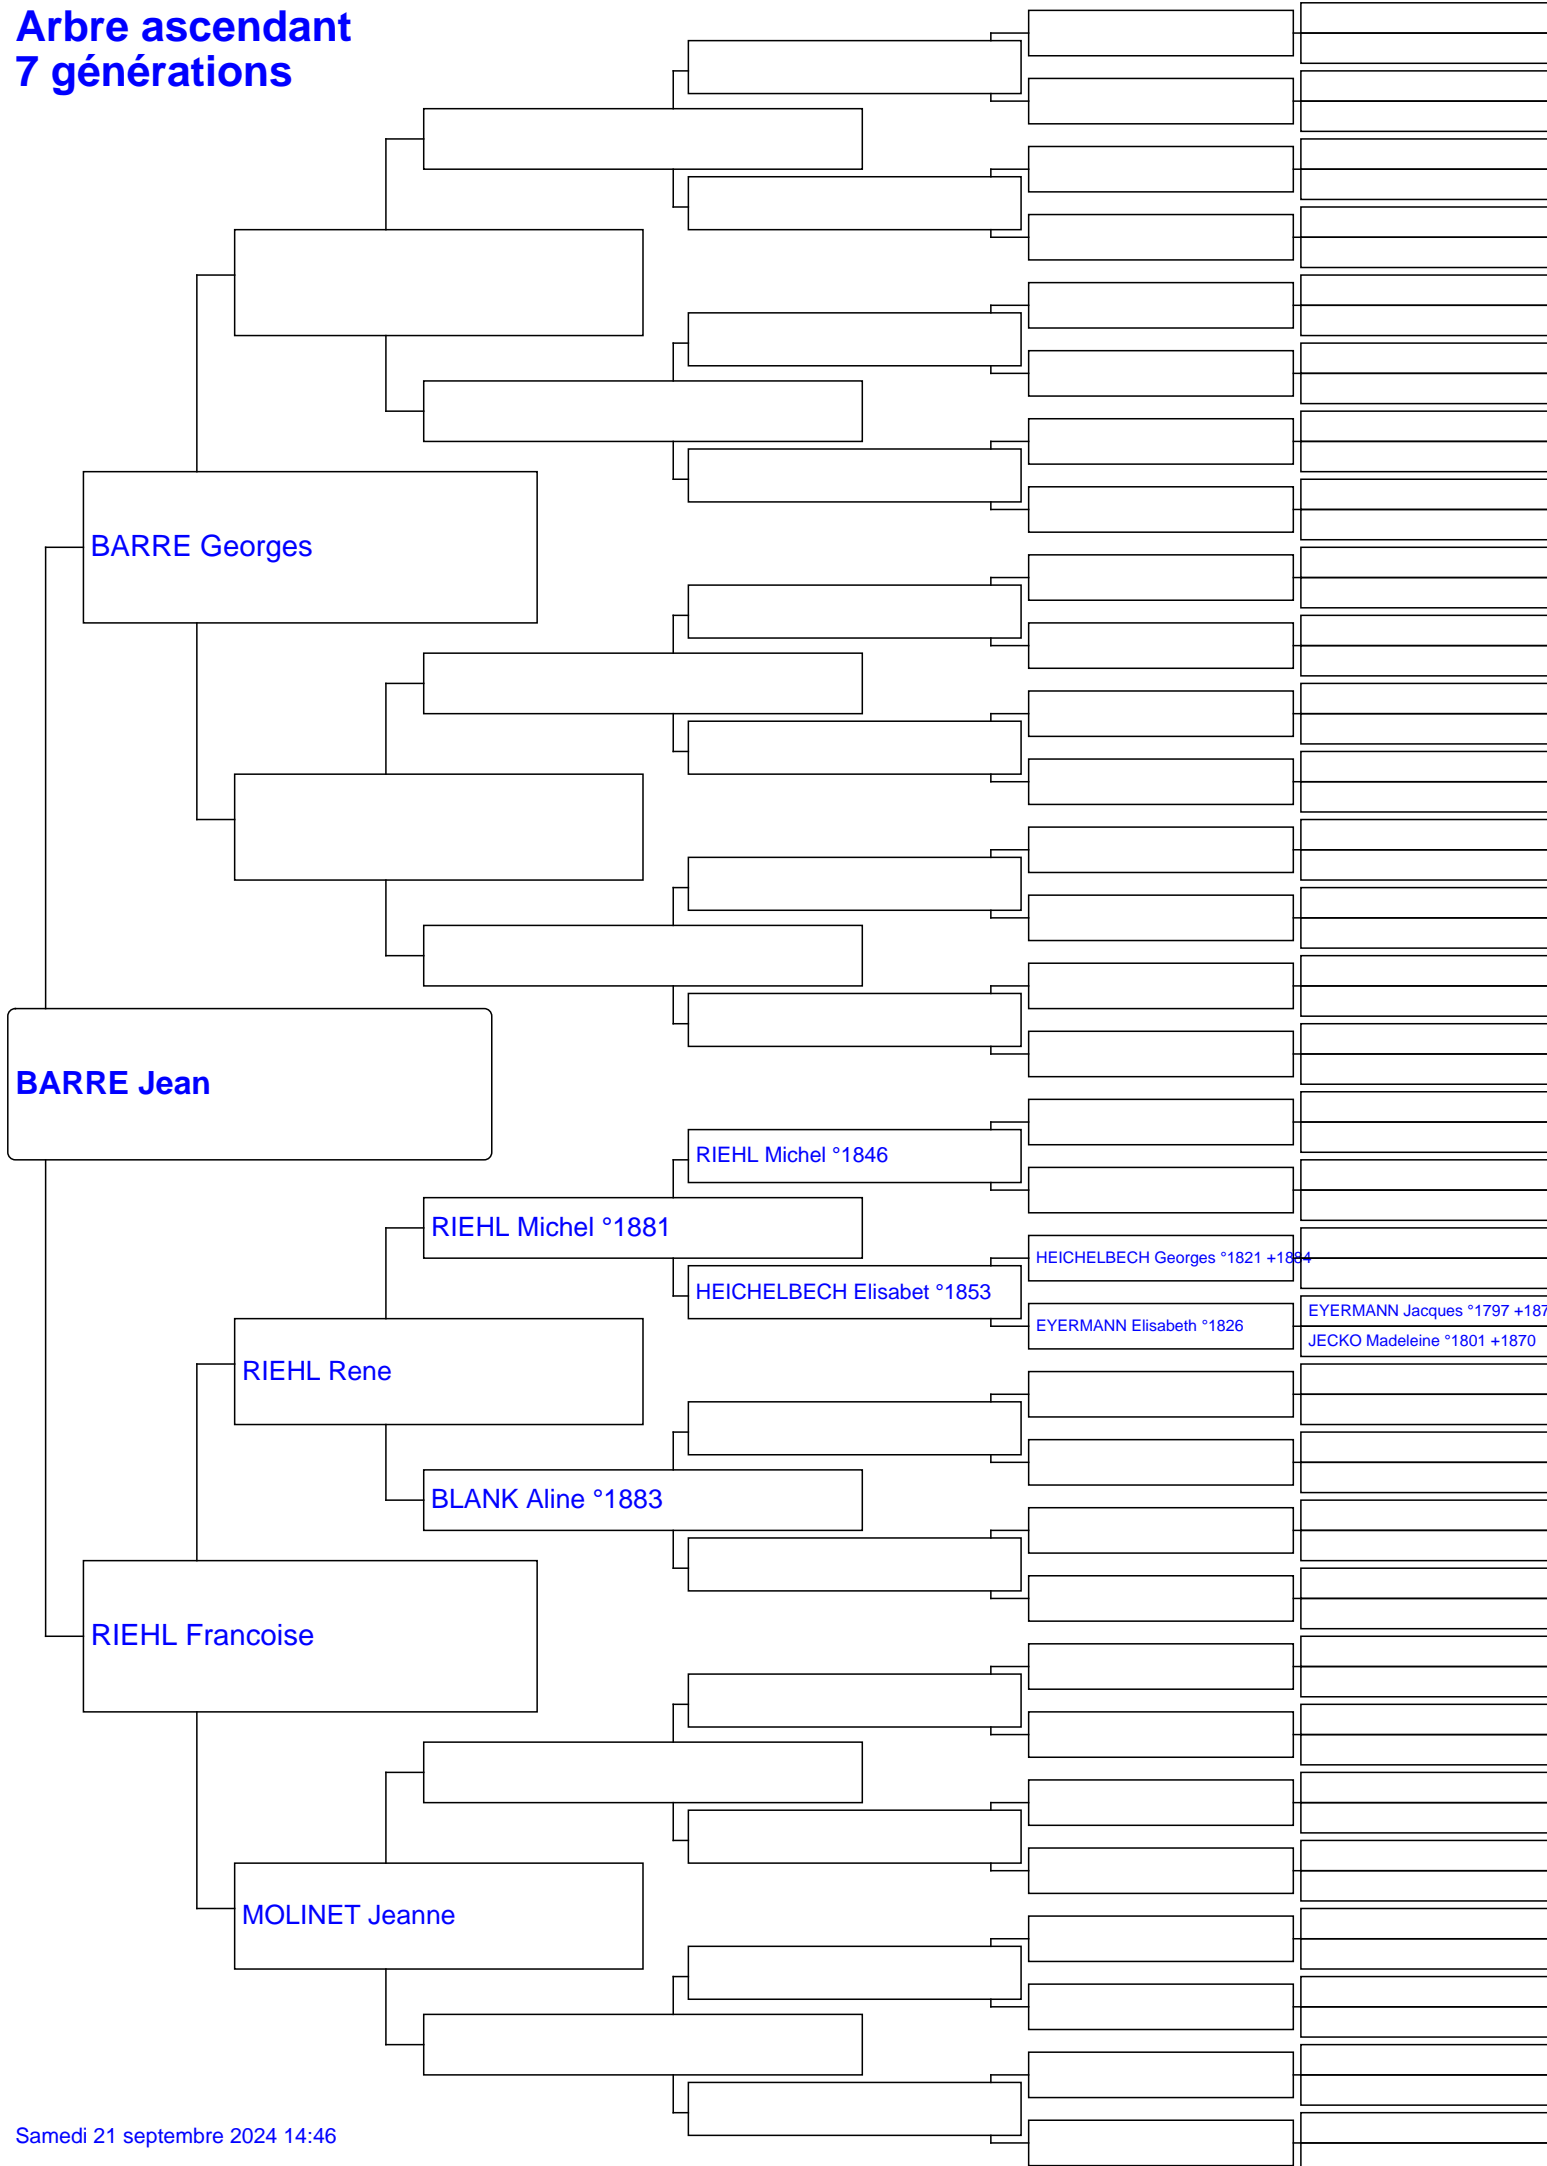 Arbre ascendant
7 générations
BARRE Georges
BARRE Jean
RIEHL Michel °1846
RIEHL Michel °1881
HEICHELBECH Georges °1821 +1884
HEICHELBECH Elisabet °1853
EYERMANN Jacques °1797 +187
EYERMANN Elisabeth °1826
JECKO Madeleine °1801 +1870
RIEHL Rene
BLANK Aline °1883
RIEHL Francoise
MOLINET Jeanne
Samedi 21 septembre 2024 14:46